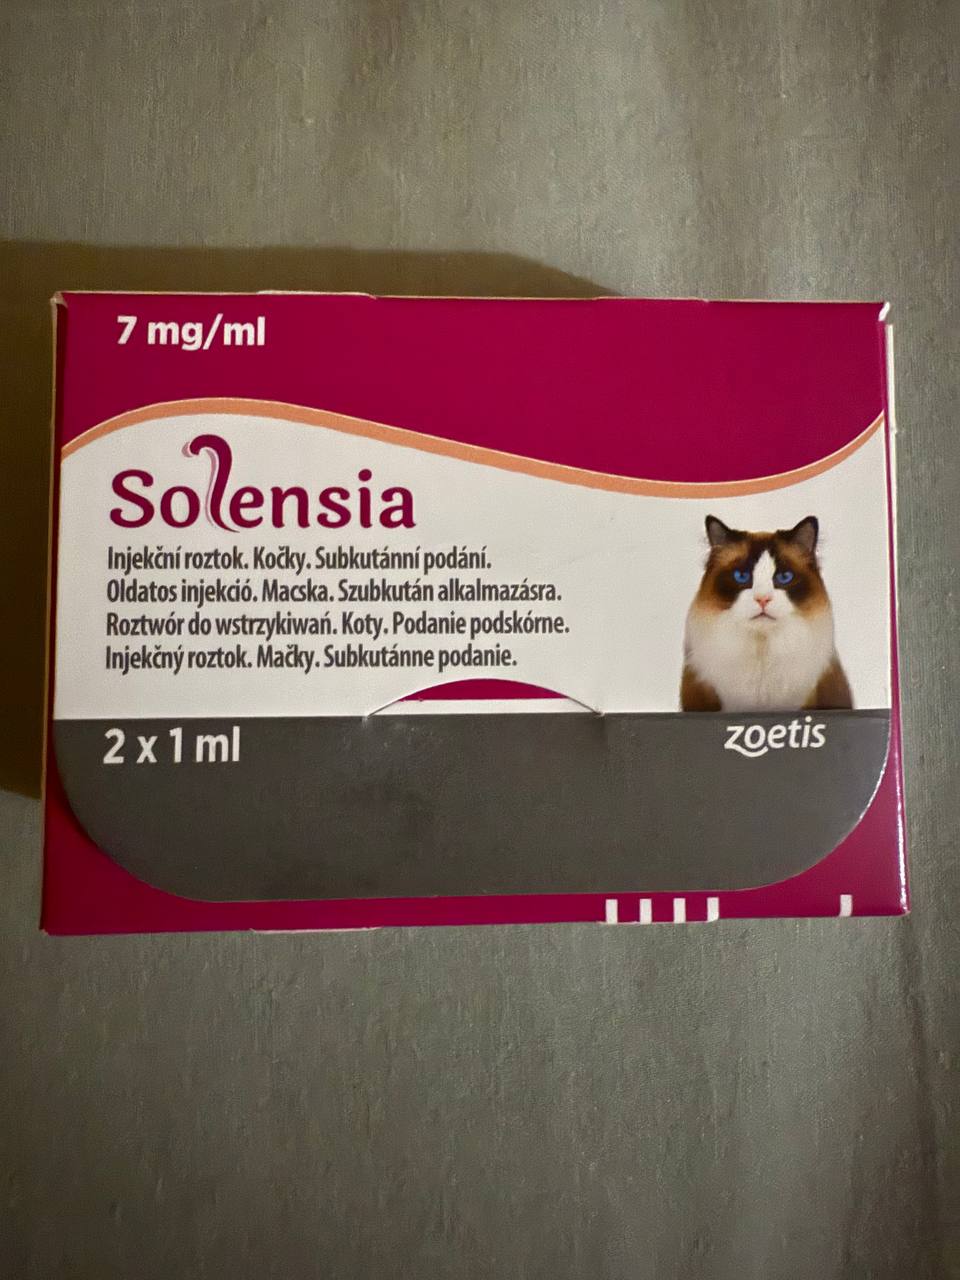 7 mg/ml
Solensia
Injekční roztok. Kočky. Subkutánní podání.
Oldatos injekció. Macska. Szubkután alkalmazásra.
Roztwór do wstrzykiwań. Koty. Podanie podskórne.
Injekčný roztok. Mačky. Subkutánne podanie.
2 x 1 ml
zoetis